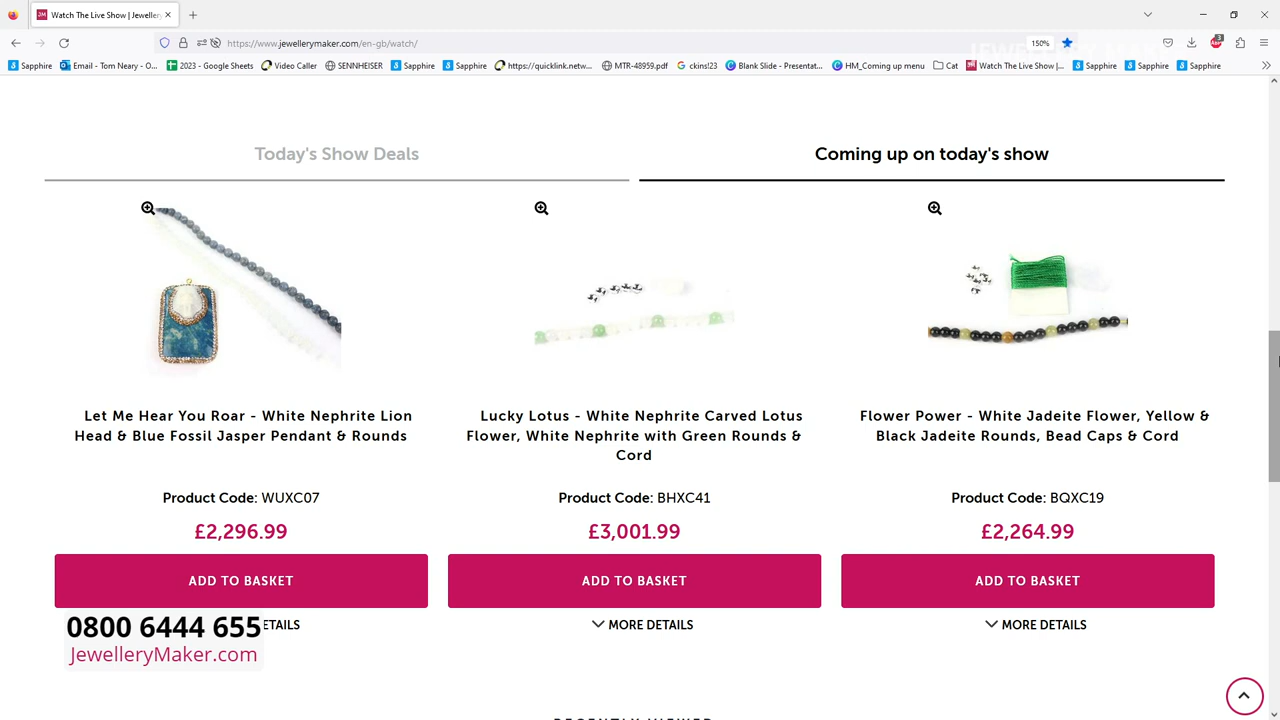 Watch The Live Show | Jewellery
https://www.jewellerymaker.com/en-gb/watch/
150%
3
Sapphire
Email - Tom Neary - O...
2023 - Google Sheets
Video Caller
SENNHEISER
Sapphire
Sapphire
https://quicklink.netw...
MTR-48959.pdf
ckins!23
Blank Slide - Presentat...
HM_Coming up menu
Cat
Watch The Live Show |...
Sapphire
Sapphire
Sapphire
Today's Show Deals
Coming up on today's show
Let Me Hear You Roar - White Nephrite Lion
Head & Blue Fossil Jasper Pendant & Rounds
Product Code: WUXC07
£2,296.99
ADD TO BASKET
ETAILS
Lucky Lotus - White Nephrite Carved Lotus
Flower, White Nephrite with Green Rounds &
Cord
Product Code: BHXC41
£3,001.99
ADD TO BASKET
MORE DETAILS
Flower Power - White Jadeite Flower, Yellow &
Black Jadeite Rounds, Bead Caps & Cord
Product Code: BQXC19
£2,264.99
ADD TO BASKET
MORE DETAILS
0800 6444 655
JewelleryMaker.com
RECENTLY VIEWED